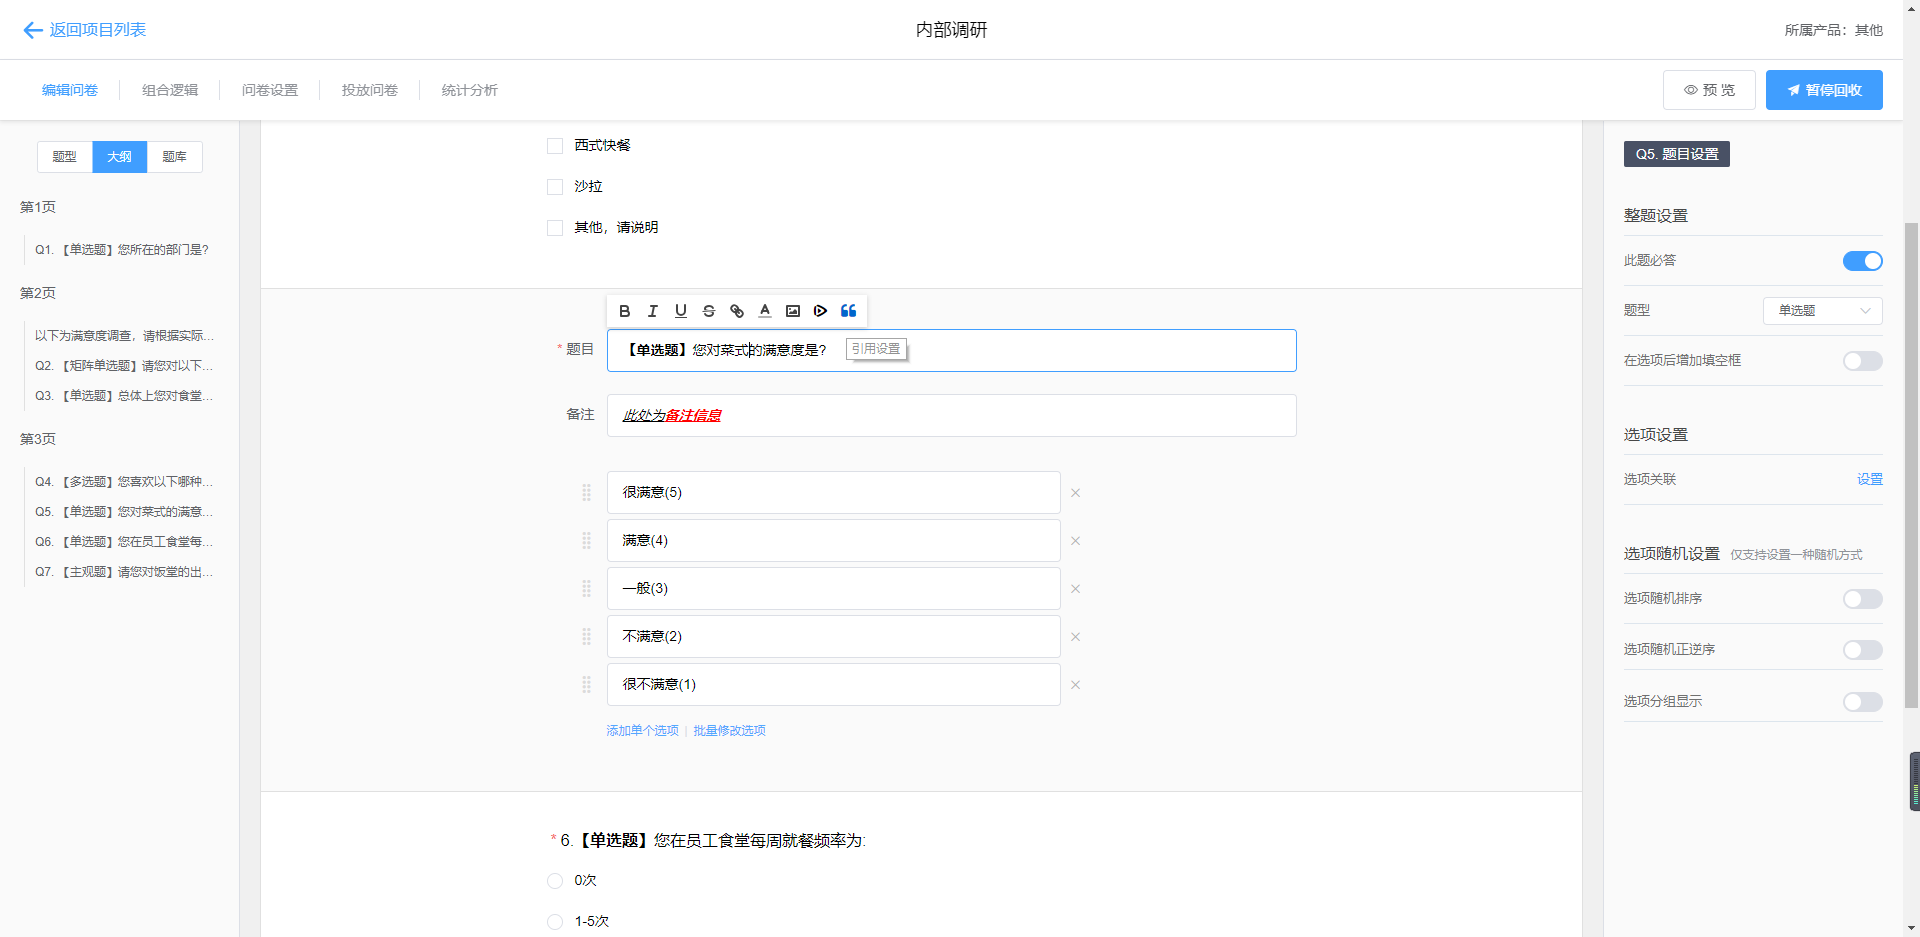 返回项目列表
内部调研
所属产品：其他
编辑问卷
组合逻辑
问卷设置
投放问卷
统计分析
预 览
暂停回收
题型
大纲
题库
第1页
Q1. 【单选题】您所在的部门是?
第2页
以下为满意度调查，请根据实际...
Q2. 【矩阵单选题】请您对以下...
Q3. 【单选题】总体上您对食堂...
第3页
Q4. 【多选题】您喜欢以下哪种...
Q5. 【单选题】您对菜式的满意...
Q6. 【单选题】您在员工食堂每...
Q7. 【主观题】请您对饭堂的出...
西式快餐
沙拉
其他，请说明
B I U S A
* 题目
【单选题】您对菜式的满意度是?
引用设置
备注
此处为备注信息
很满意(5)
满意(4)
一般(3)
不满意(2)
很不满意(1)
添加单个选项 | 批量修改选项
* 6.【单选题】您在员工食堂每周就餐频率为:
0次
1-5次
Q5. 题目设置
整题设置
此题必答
题型
单选题
在选项后增加填空框
选项设置
选项关联
设置
选项随机设置 仅支持设置一种随机方式
选项随机排序
选项随机正逆序
选项分组显示